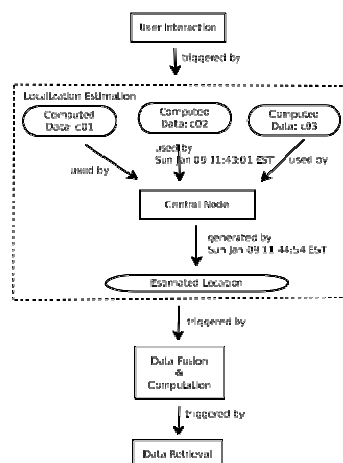 User Interaction
triggered by
Localization Estimation
Computed
Data: c01
Computed
Data: c02
Computed
Data: c03
used by
used by
Sun Jan 09 11:43:01 EST
used by
Central Node
generated by
Sun Jan 09 11:44:54 EST
Estimated Location
triggered by
Data Fusion
&
Computation
triggered by
Data Retrieval